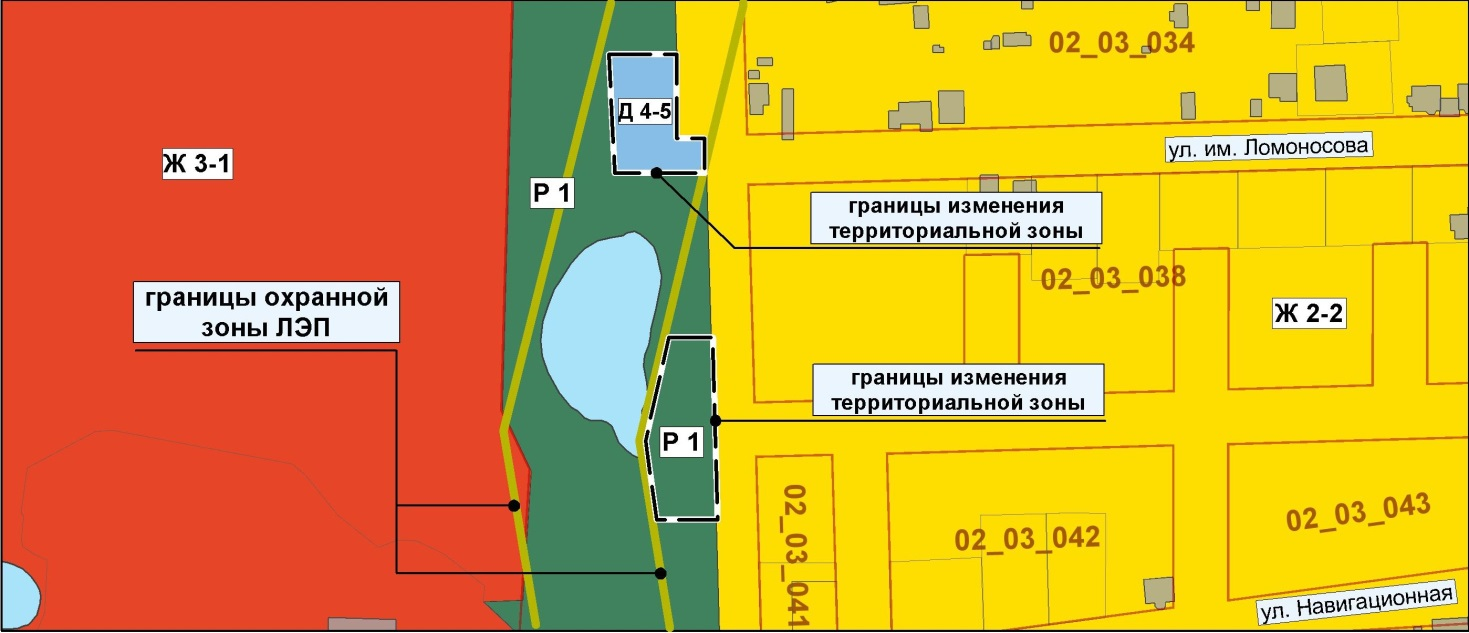 02_03_034
Д 4-5
ул. им. Ломоносова
Ж 3-1
Р 1
границы изменения
территориальной зоны
02_03_038
границы охранной
зоны ЛЭП
Ж 2-2
границы изменения
территориальной зоны
Р 1
02_03_041
02_03_042
02_03_043
ул. Навигационная